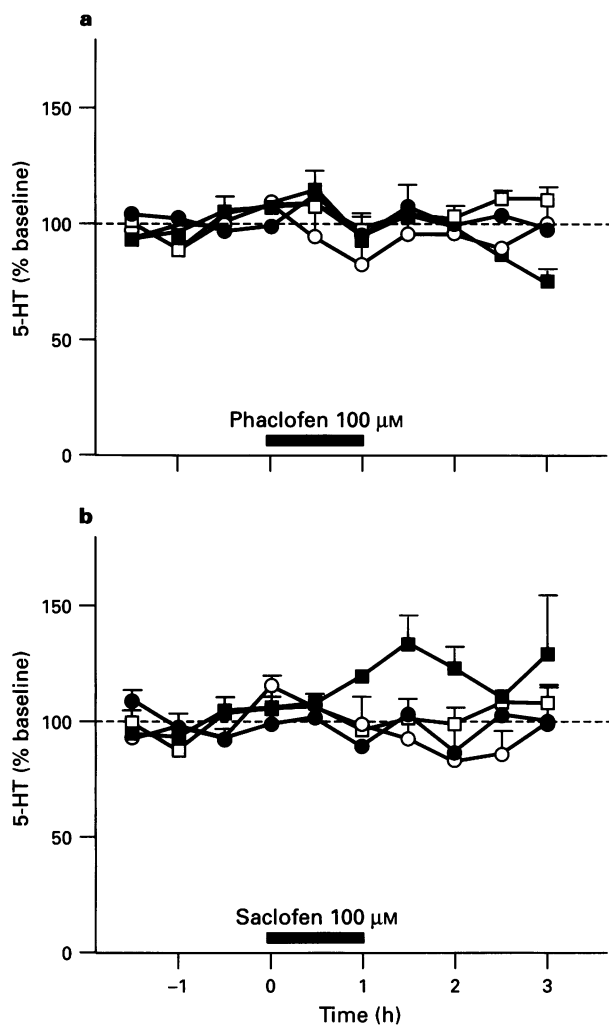 a
150
100
50
0
5-HT (% baseline)
Phaclofen 100 μM
b
150
100
50
0
5-HT (% baseline)
Saclofen 100 μM
−1
0
1
2
3
Time (h)